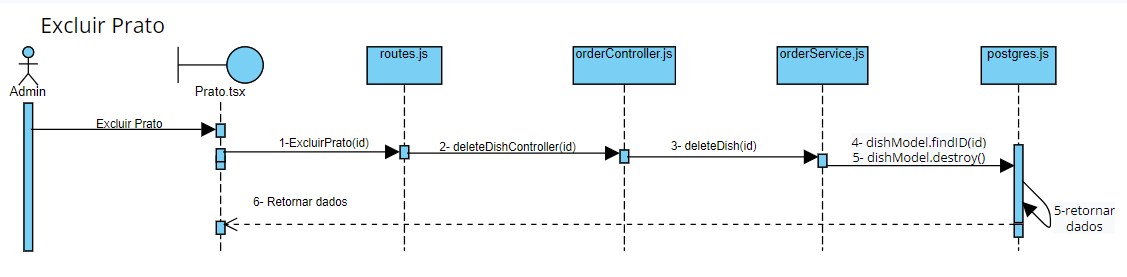 Excluir Prato
Admin
Prato.tsx
routes.js
orderController.js
orderService.js
postgres.js
Excluir Prato
1-ExcluirPrato(id)
2- deleteDishController(id)
3- deleteDish(id)
4- dishModel.findID(id)
5- dishModel.destroy()
6- Retornar dados
5-retornar
dados